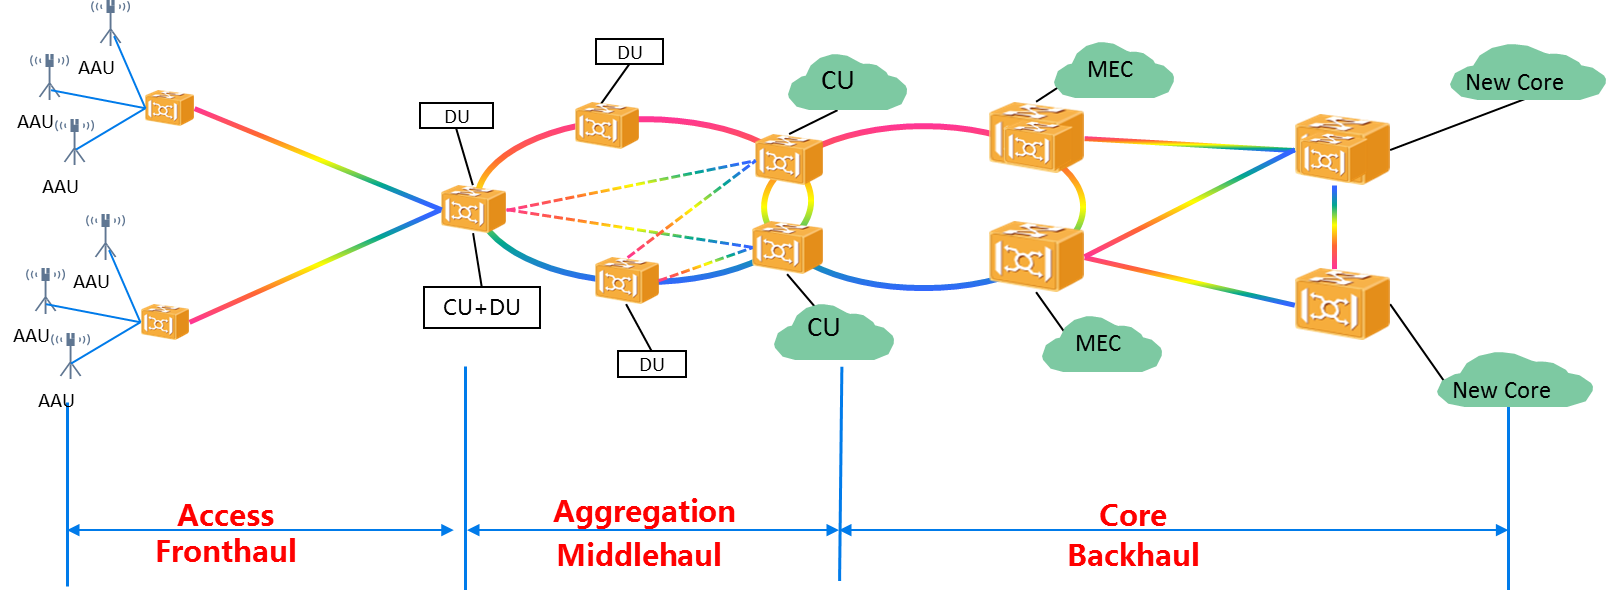 AAU
AAU
AAU
AAU
AAU
AAU
DU
DU
CU+DU
DU
CU
CU
MEC
MEC
New Core
New Core
Access
Fronthaul
Aggregation
Middlehaul
Core
Backhaul